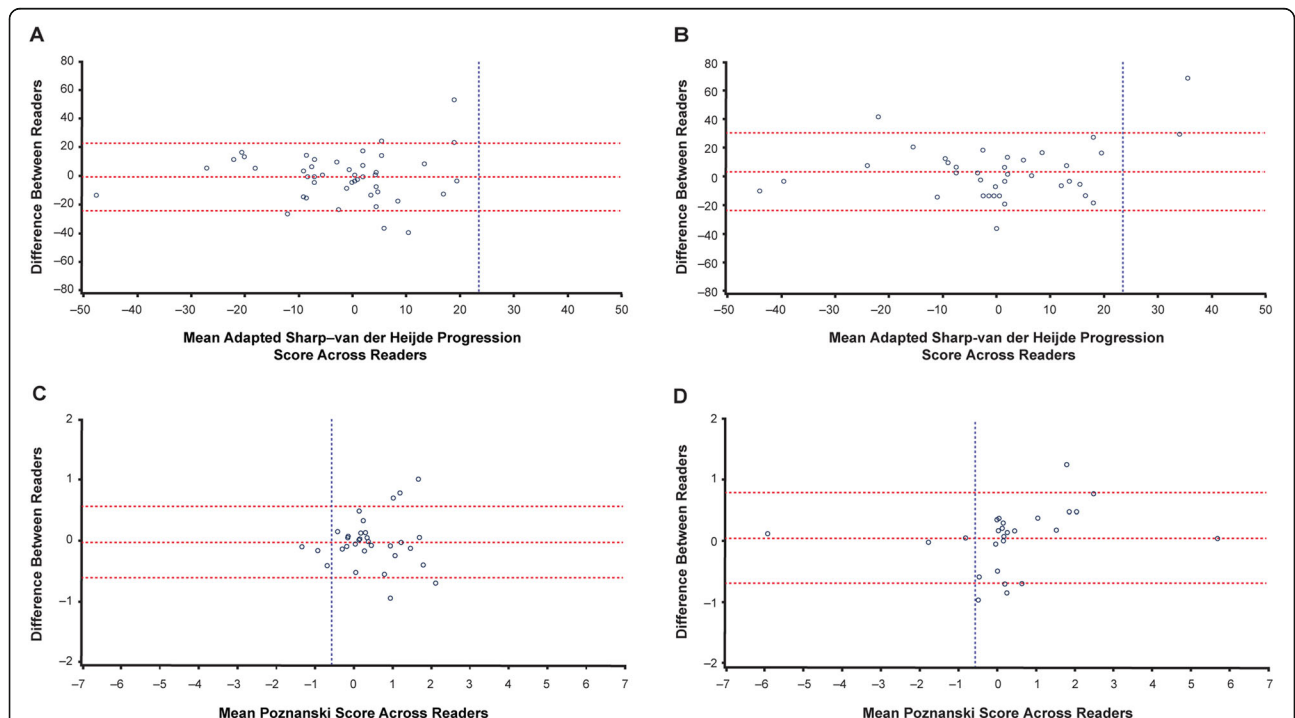 A
Difference Between Readers
80
60
40
20
0
–20
–40
–60
–80
–50 –40 –30 –20 –10 0 10 20 30 40 50
Mean Adapted Sharp–van der Heijde Progression
Score Across Readers
B
Difference Between Readers
80
60
40
20
0
–20
–40
–60
–80
–50 –40 –30 –20 –10 0 10 20 30 40 50
Mean Adapted Sharp-van der Heijde Progression
Score Across Readers
C
Difference Between Readers
2
1
0
–1
–2
–7 –6 –5 –4 –3 –2 –1 0 1 2 3 4 5 6 7
Mean Poznanski Score Across Readers
D
Difference Between Readers
2
1
0
–1
–2
–7 –6 –5 –4 –3 –2 –1 0 1 2 3 4 5 6 7
Mean Poznanski Score Across Readers